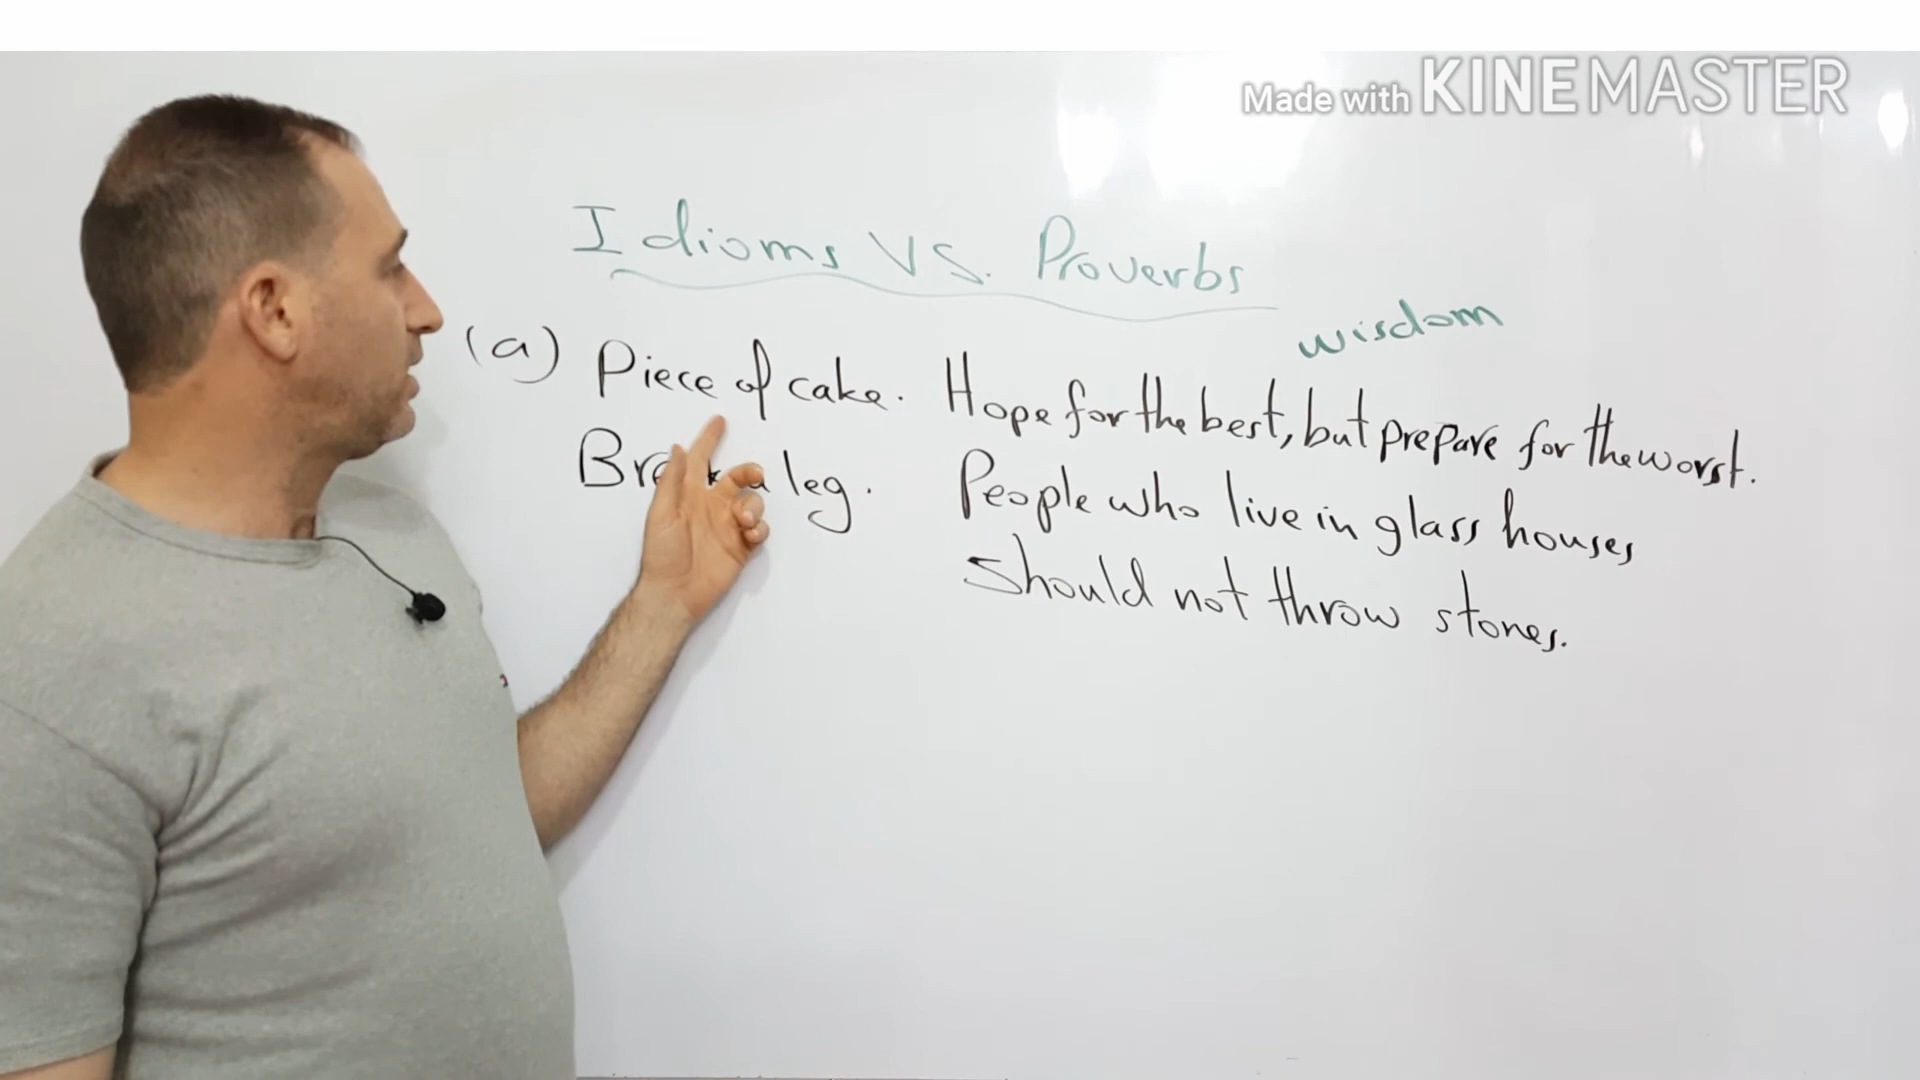 Made with KINEMASTER
Idioms VS. Proverbs
wisdom
(a) Piece of cake. Hope for the best, but prepare for the worst.
a leg. People who live in glass houses
should not throw stones.